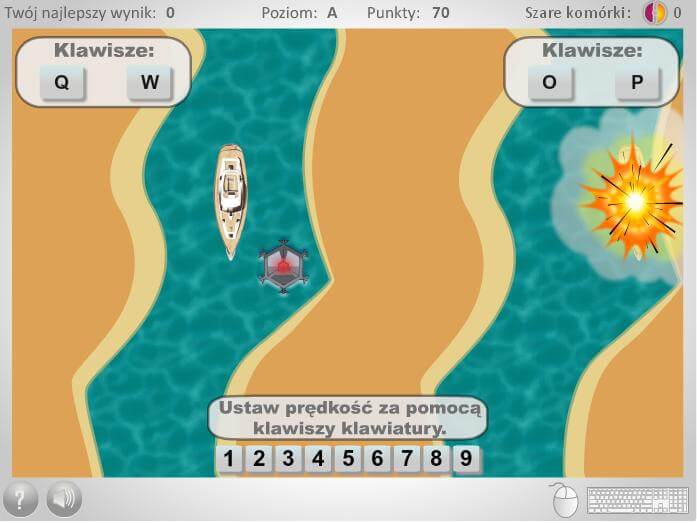 Twój najlepszy wynik: 0 Poziom: A Punkty: 70 Szare komórki: 0
Klawisze:
Q W
Klawisze:
O P
Ustaw prędkość za pomocą
klawiszy klawiatury.
1 2 3 4 5 6 7 8 9
?